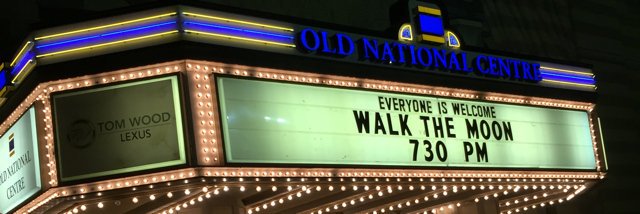 OLD NATIONAL CENTRE
TOM WOOD
LEXUS
EVERYONE IS WELCOME
WALK THE MOON
730 PM
OLD NATIONAL
CENTRE